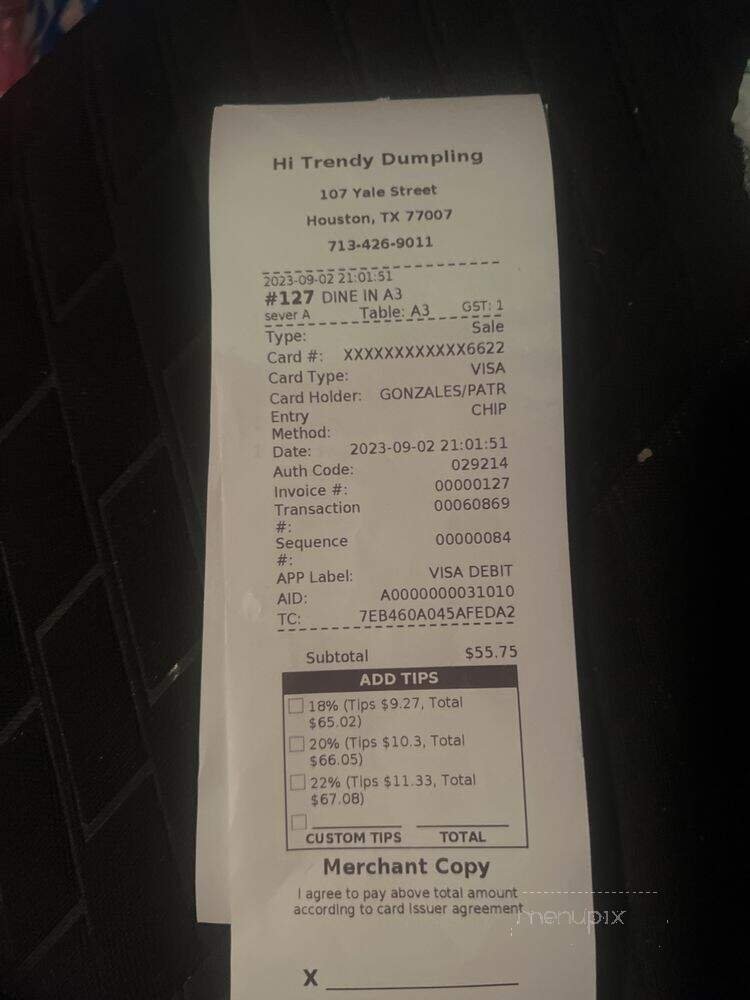 Hi Trendy Dumpling
107 Yale Street
Houston, TX 77007
713-426-9011
2023-09-02 21:01:51
#127 DINE IN A3
sever A Table: A3 GST: 1
Type: Sale
Card #: XXXXXXXXXXXX6622
Card Type: VISA
Card Holder: GONZALES/PATR
Entry CHIP
Method:
Date: 2023-09-02 21:01:51
Auth Code: 029214
Invoice #: 00000127
Transaction 00060869
#:
Sequence 00000084
#:
APP Label: VISA DEBIT
AID: A0000000031010
TC: 7EB460A045AFEDA2
Subtotal $55.75
ADD TIPS
18% (Tips $9.27, Total
$65.02)
20% (Tips $10.3, Total
$66.05)
22% (Tips $11.33, Total
$67.08)
CUSTOM TIPS TOTAL
Merchant Copy
I agree to pay above total amount
according to card Issuer agreement
menupix
X